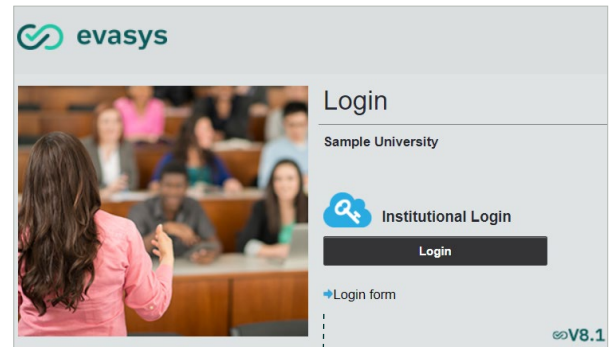 evasys
Login
Sample University
Institutional Login
Login
Login form
V8.1